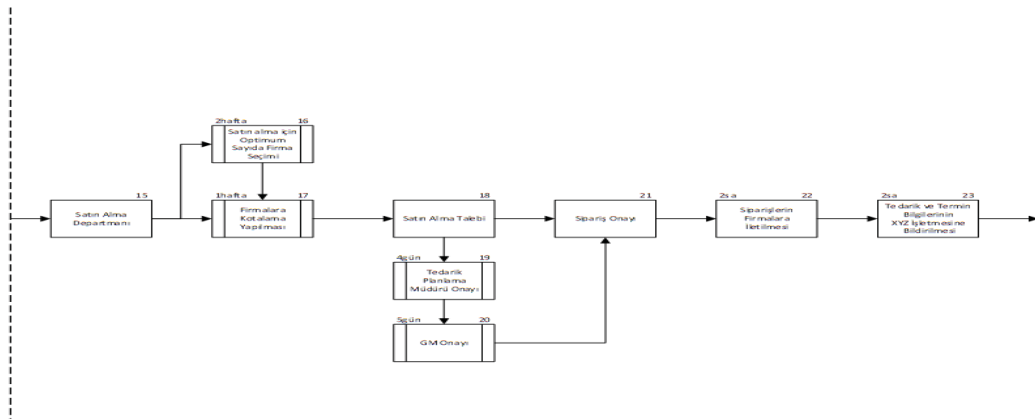 2hafta 16
Satın alma için
Optimum
Sayıda Firma
Seçimi
15
Satın Alma
Departmanı
1hafta 17
Firmalara
Kotalama
Yapılması
18
Satın Alma Talebi
4gün 19
Tedarik
Planlama
Müdürü Onayı
5gün 20
GM Onayı
21
Sipariş Onayı
2sa 22
Siparişlerin
Firmalara
İletilmesi
2sa 23
Tedarik ve Termin
Bilgilerinin
XYZ İşletmesine
Bildirilmesi